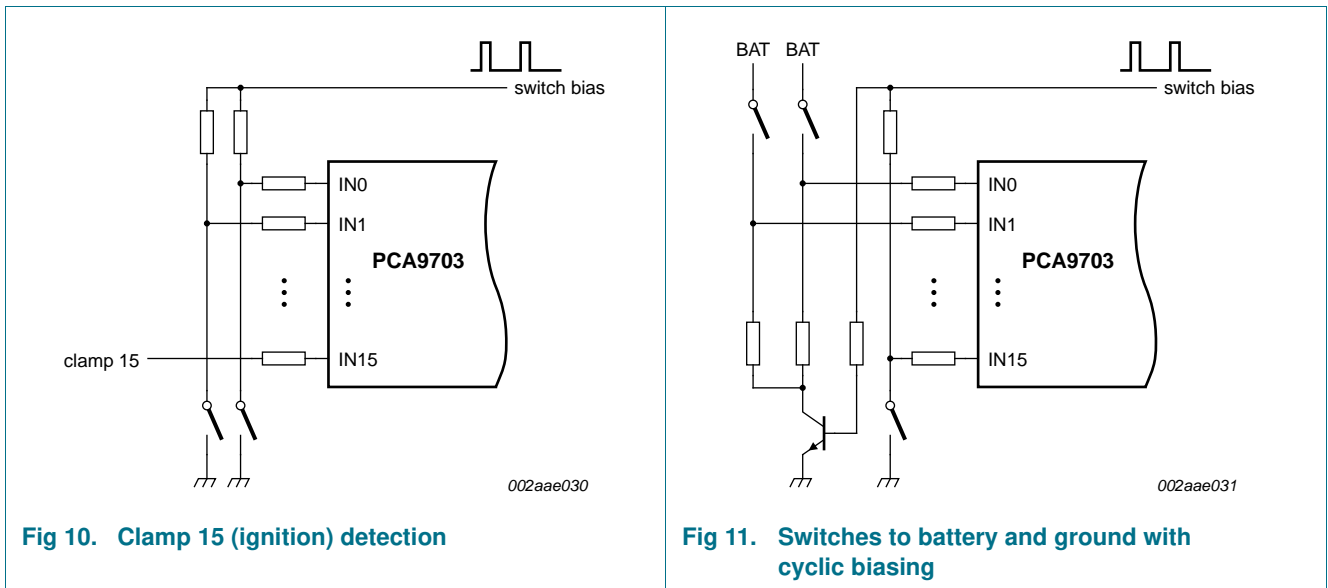 switch bias
IN0
IN1
PCA9703
clamp 15
IN15
002aae030
Fig 10. Clamp 15 (ignition) detection
BAT BAT
switch bias
IN0
IN1
PCA9703
IN15
002aae031
Fig 11. Switches to battery and ground with
cyclic biasing